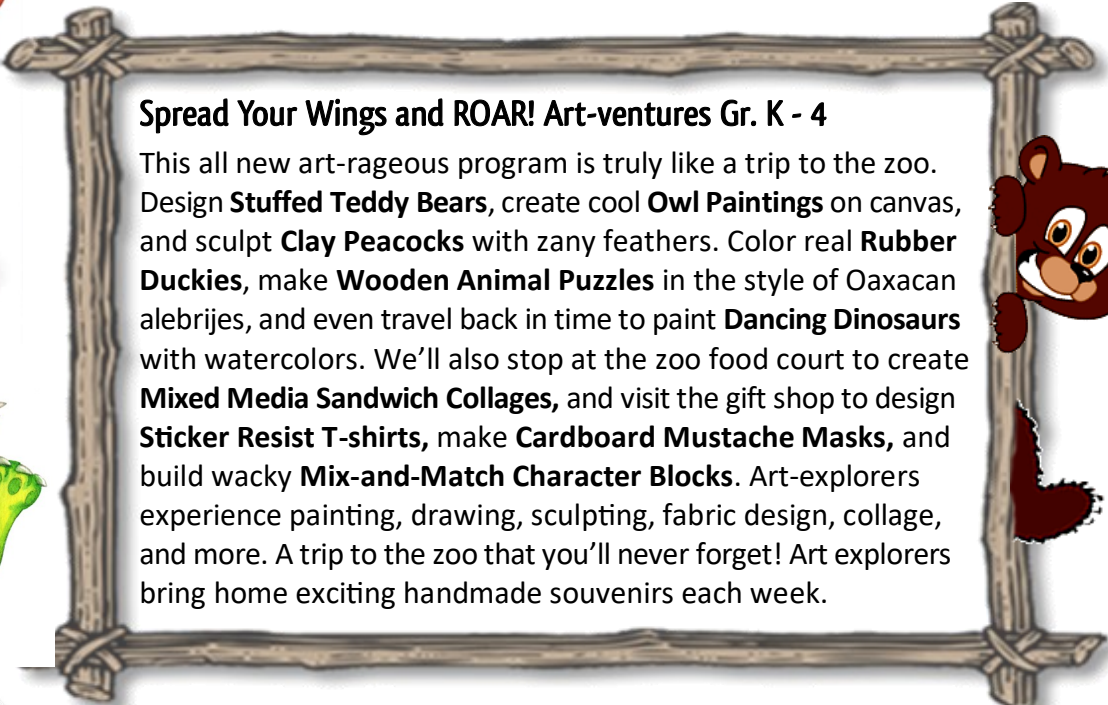 Spread Your Wings and ROAR! Art-ventures Gr. K - 4
This all new art-rageous program is truly like a trip to the zoo.
Design Stuffed Teddy Bears, create cool Owl Paintings on canvas,
and sculpt Clay Peacocks with zany feathers. Color real Rubber
Duckies, make Wooden Animal Puzzles in the style of Oaxacan
alebrijes, and even travel back in time to paint Dancing Dinosaurs
with watercolors. We’ll also stop at the zoo food court to create
Mixed Media Sandwich Collages, and visit the gift shop to design
Sticker Resist T-shirts, make Cardboard Mustache Masks, and
build wacky Mix-and-Match Character Blocks. Art-explorers
experience painting, drawing, sculpting, fabric design, collage,
and more. A trip to the zoo that you’ll never forget! Art explorers
bring home exciting handmade souvenirs each week.